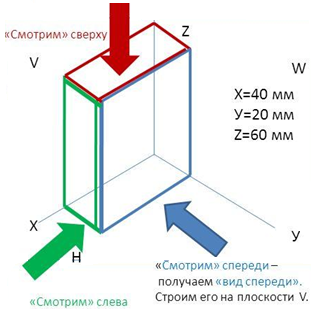 «Смотрим» сверху
Z
V
W
X=40 мм
У=20 мм
Z=60 мм
X
У
H
«Смотрим» спереди –
получаем «вид спереди».
Строим его на плоскости V.
«Смотрим» слева